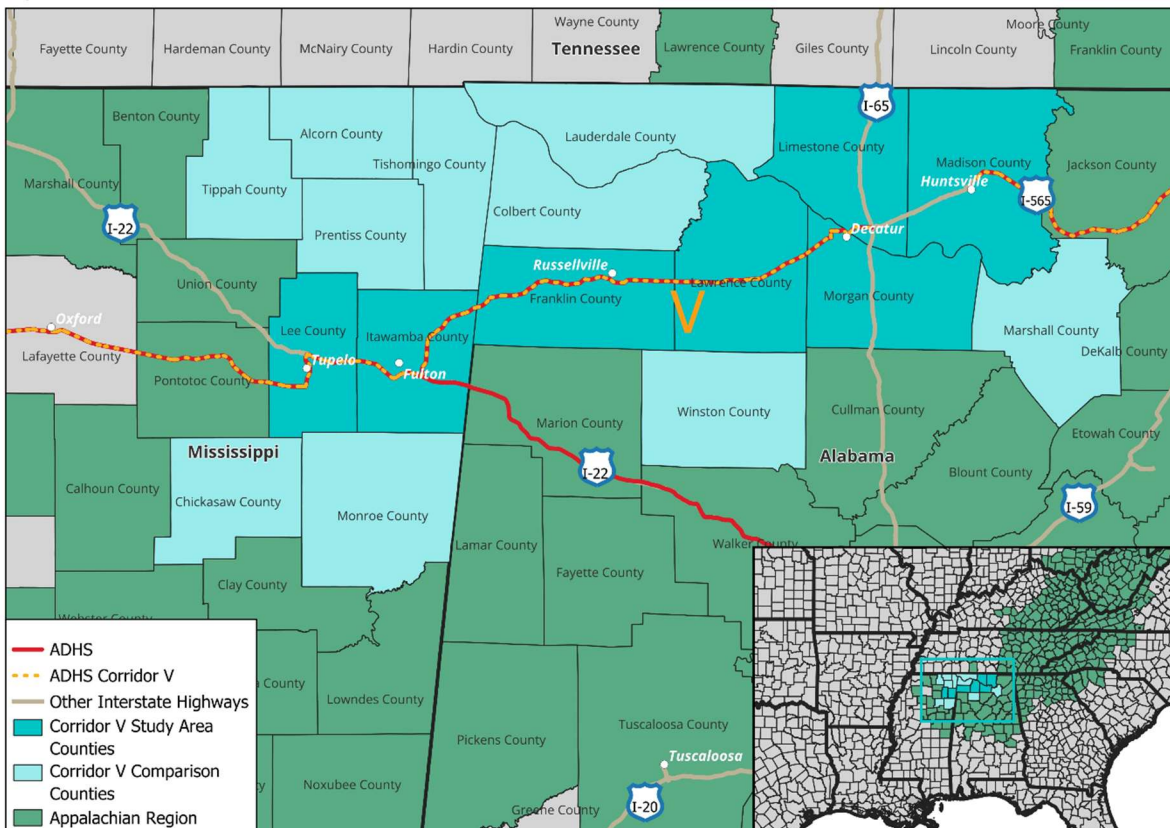 Wayne County
Moore County
Fayette County
Hardeman County
McNairy County
Hardin County
Tennessee
Lawrence County
Giles County
Lincoln County
Franklin County
I-65
Benton County
Alcorn County
Lauderdale County
Limestone County
Tishomingo County
Madison County
Jackson County
Marshall County
Tippah County
Huntsville
I-565
Colbert County
I-22
Prentiss County
Decatur
Russellville
Union County
Franklin County
Lawrence County
Morgan County
V
Oxford
Lee County
Itawamba County
Marshall County
Lafayette County
Tupelo
DeKalb County
Pontotoc County
Fulton
Winston County
Cullman County
Marion County
Etowah County
Mississippi
Alabama
I-22
Blount County
Calhoun County
Chickasaw County
I-59
Monroe County
Lamar County
Walker County
Fayette County
Clay County
Webster County
ADHS
ADHS Corridor V
Other Interstate Highways
Corridor V Study Area
Counties
Corridor V Comparison
Counties
Appalachian Region
County
Lowndes County
Tuscaloosa County
Pickens County
Tuscaloosa
Noxubee County
I-20
Greene County